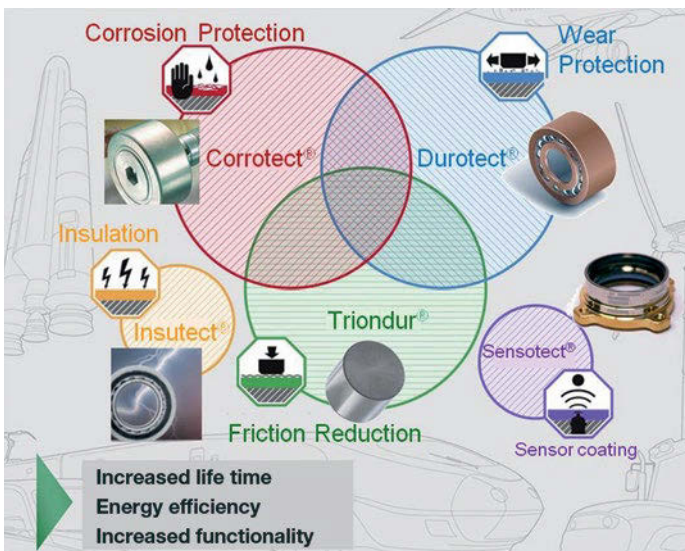 Corrosion Protection
Wear
Protection
Corrotect®
Durotect®
Insulation
Insutect®
Triondur®
Sensotect®
Friction Reduction
Sensor coating
Increased life time
Energy efficiency
Increased functionality